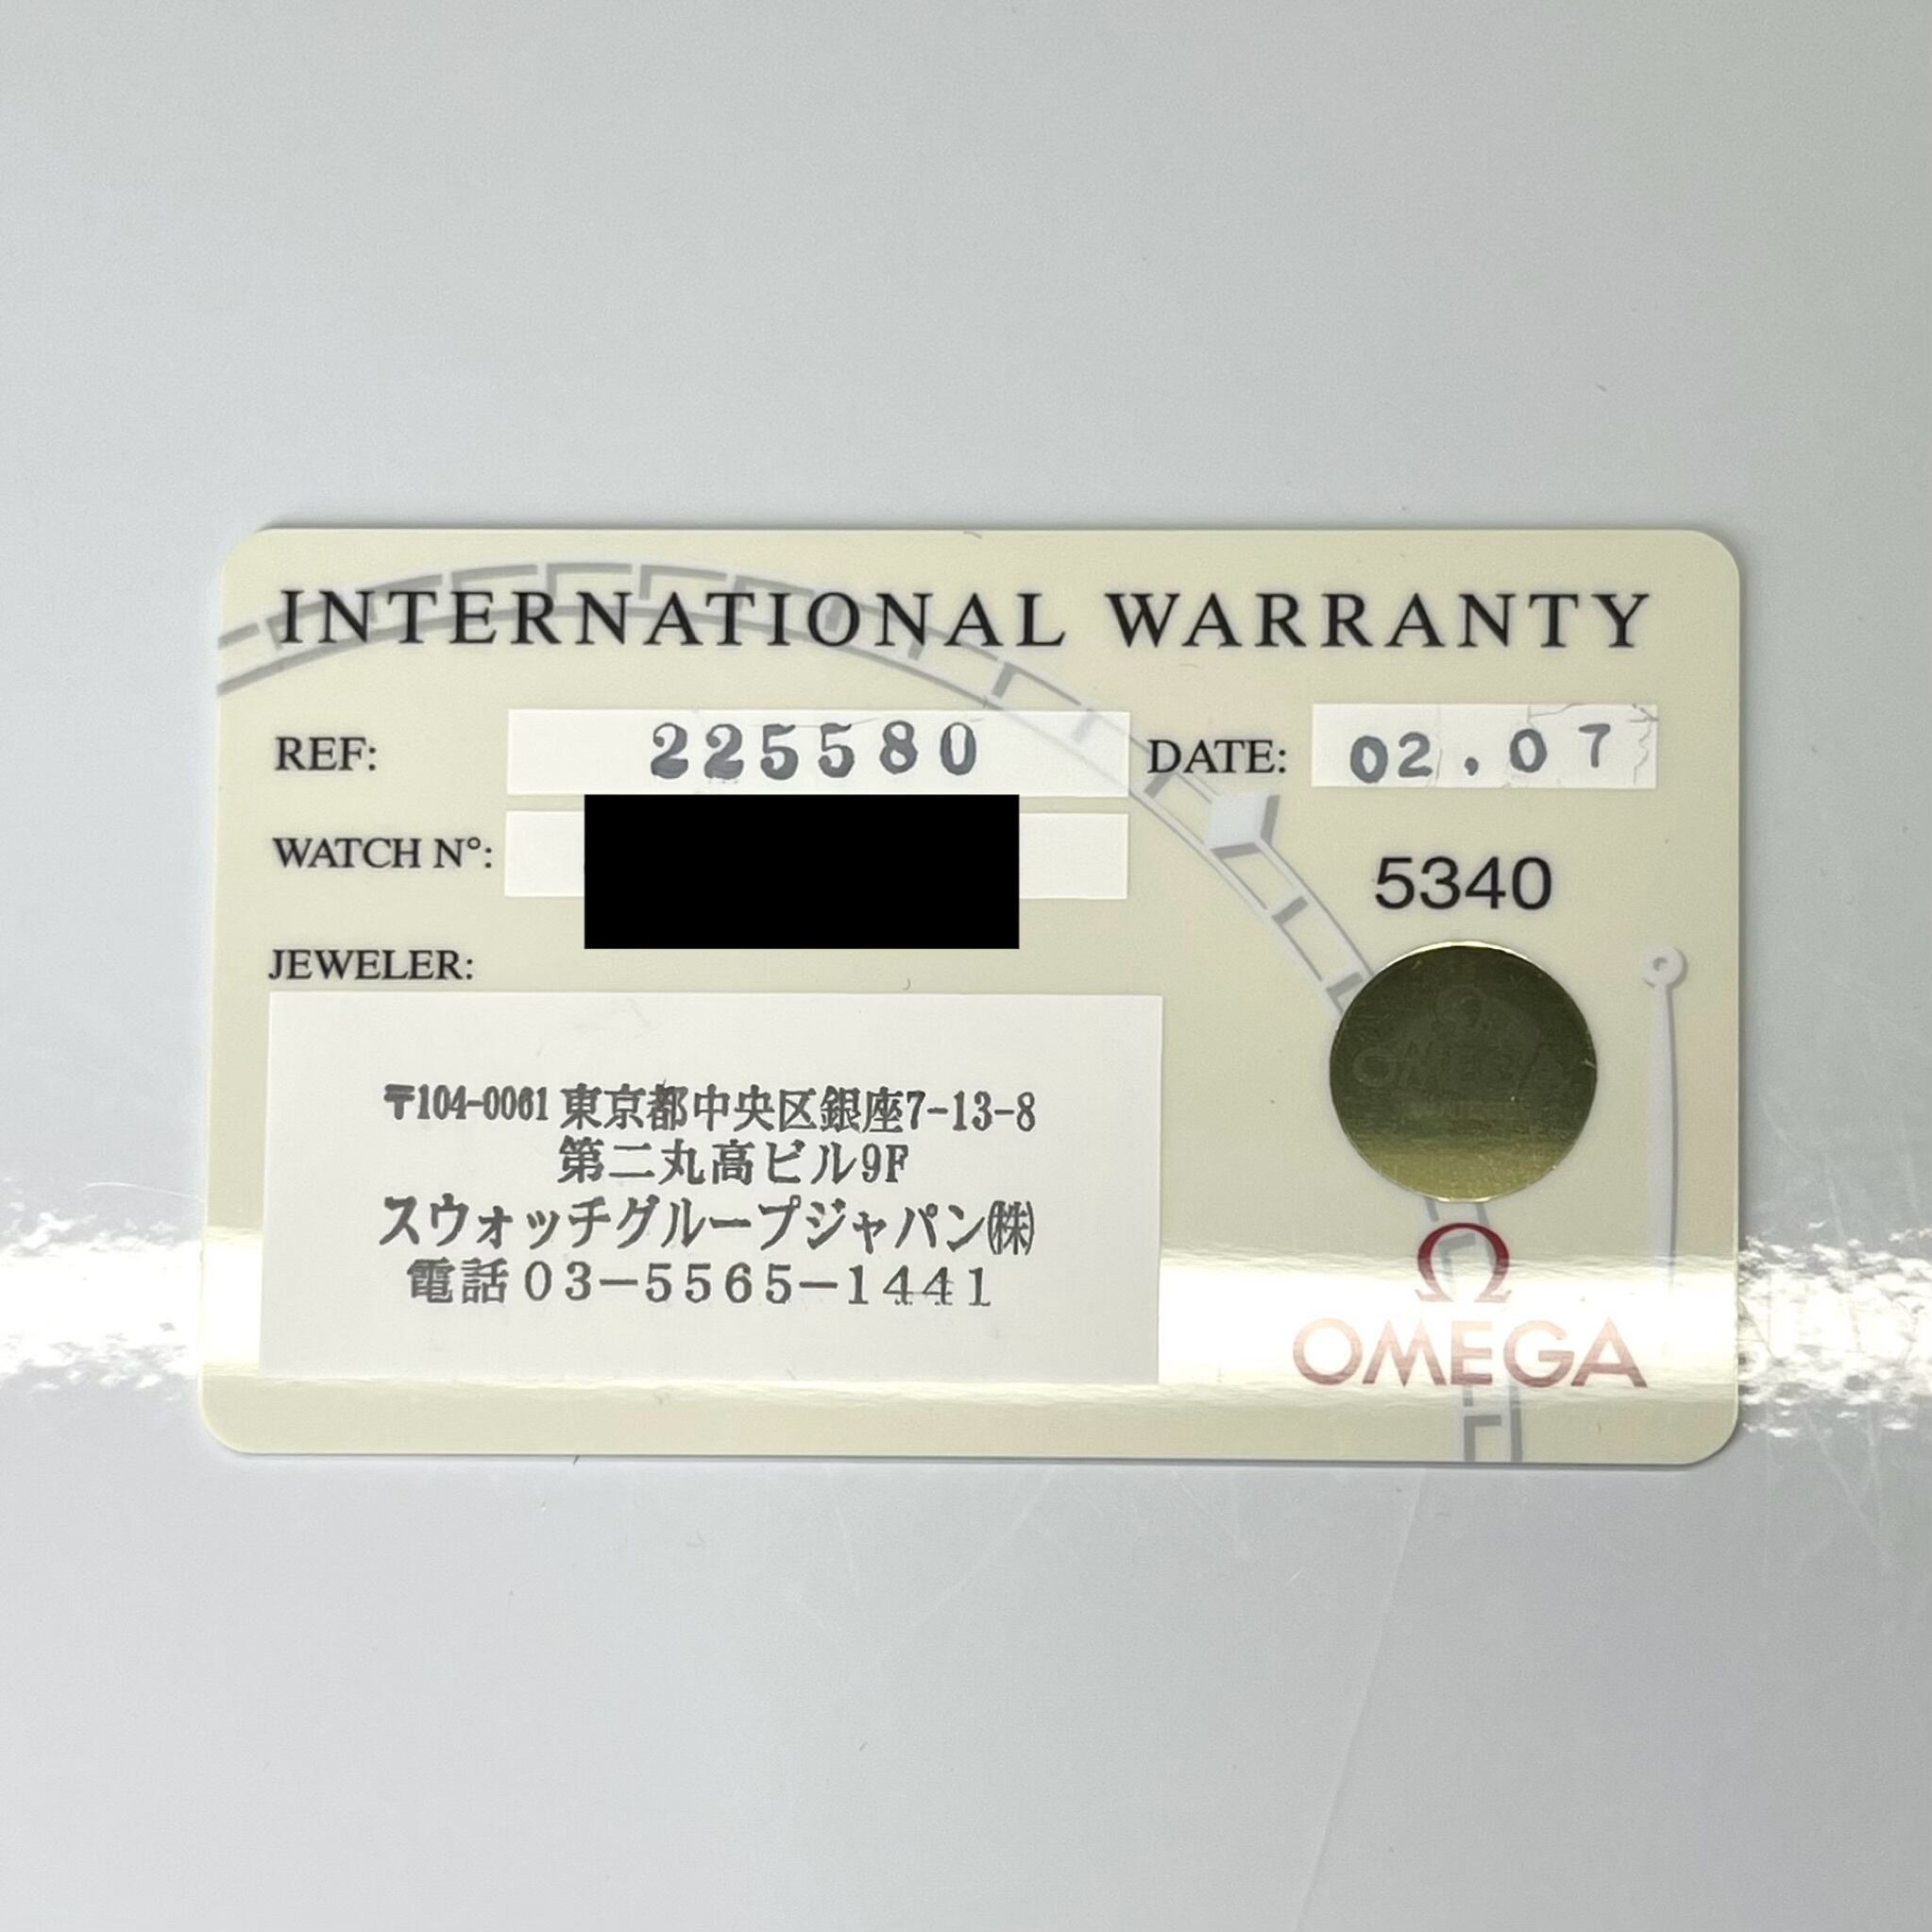 INTERNATIONAL WARRANTY
REF: 225580 DATE: 02.07
WATCH N°:
5340
JEWELER:
〒104-0061 東京都中央区銀座7-13-8
第二丸高ビル9F
スウォッチグループジャパン㈱
電話03-5565-1441
Ω
OMEGA
Ω
OMEGA